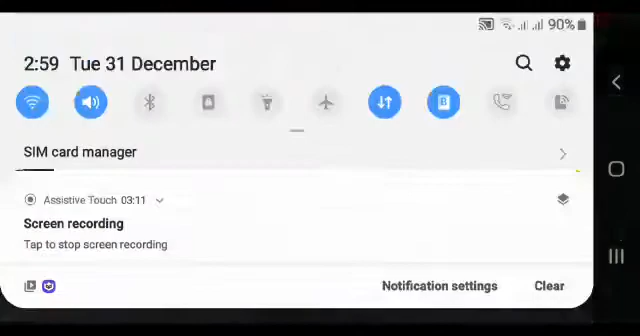 90%
2:59 Tue 31 December
B
SIM card manager
Assistive Touch 03:11
Screen recording
Tap to stop screen recording
Notification settings Clear